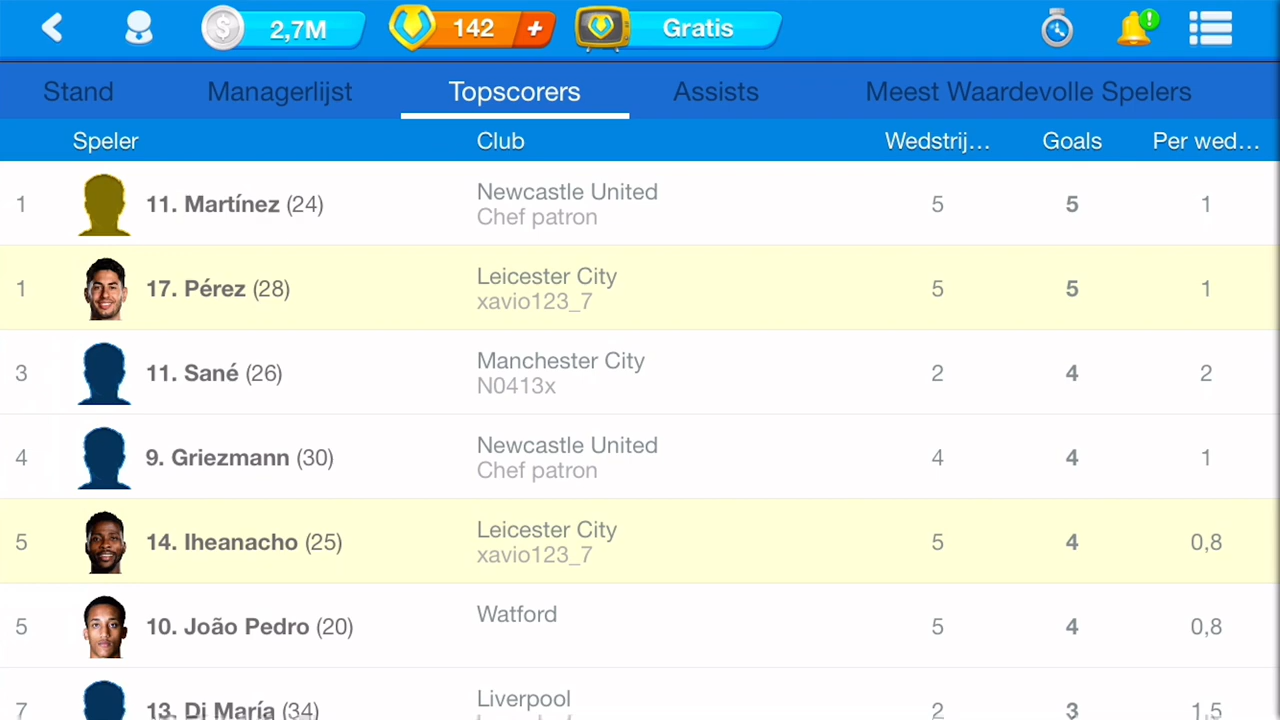 2,7M 142 + Gratis
Stand Managerlijst Topscorers Assists Meest Waardevolle Spelers
Speler Club Wedstrij... Goals Per wed...
1 11. Martínez (24) Newcastle United 5 5 1
Chef patron
1 17. Pérez (28) Leicester City 5 5 1
xavio123_7
3 11. Sané (26) Manchester City 2 4 2
N0413x
4 9. Griezmann (30) Newcastle United 4 4 1
Chef patron
5 14. Iheanacho (25) Leicester City 5 4 0,8
xavio123_7
5 10. João Pedro (20) Watford 5 4 0,8
7 13. Di María (34) Liverpool 2 3 1,5